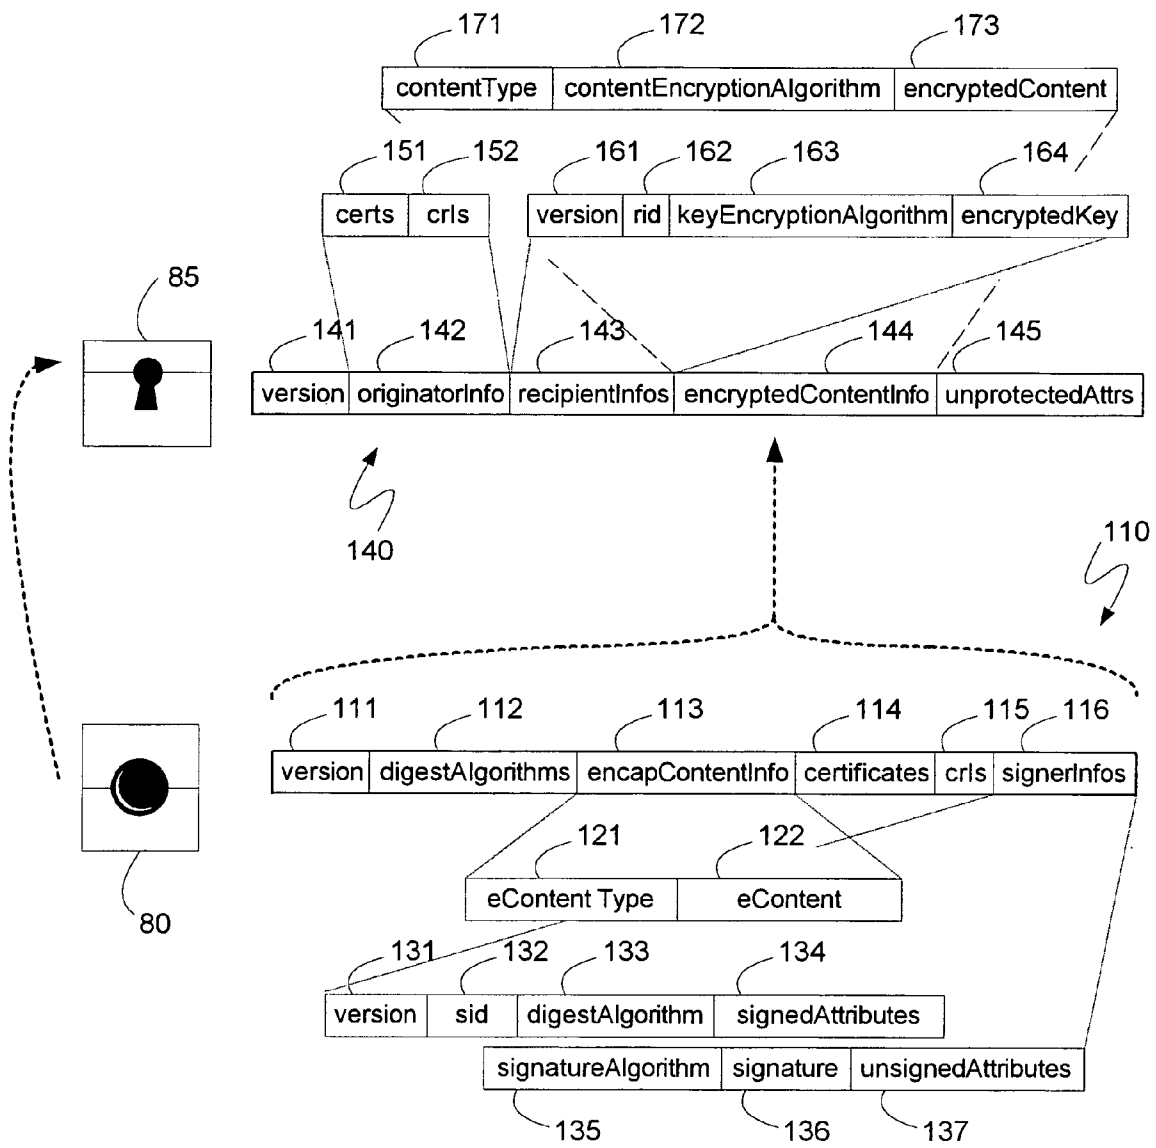 171 172 173
contentType contentEncryptionAlgorithm encryptedContent
151 152 161 162 163 164
certs crls version rid keyEncryptionAlgorithm encryptedKey
85
141 142 143 144 145
version originatorInfo recipientInfos encryptedContentInfo unprotectedAttrs
140
110
111 112 113 114 115 116
version digestAlgorithms encapContentInfo certificates crls signerInfos
121 122
eContent Type eContent
80
131 132 133 134
version sid digestAlgorithm signedAttributes
signatureAlgorithm signature unsignedAttributes
135 136 137